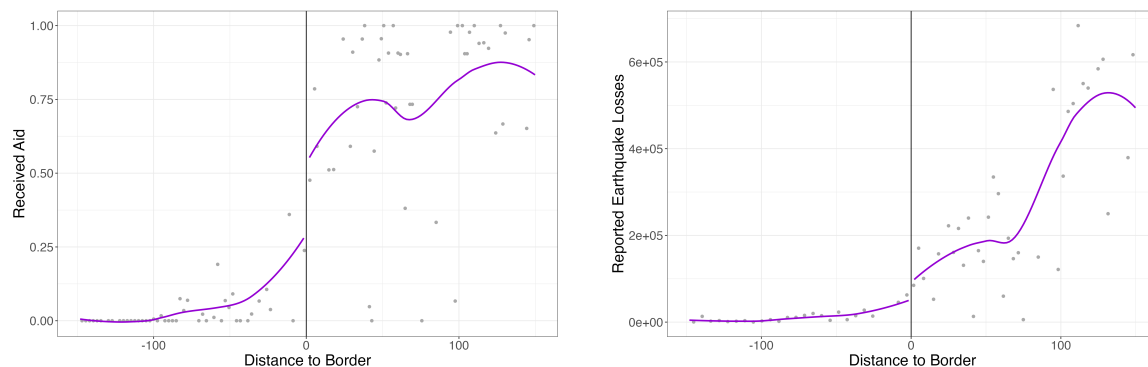 Received Aid
1.00
0.75
0.50
0.25
0.00
-100
0
100
Distance to Border
Reported Earthquake Losses
6e+05
4e+05
2e+05
0e+00
-100
0
100
Distance to Border